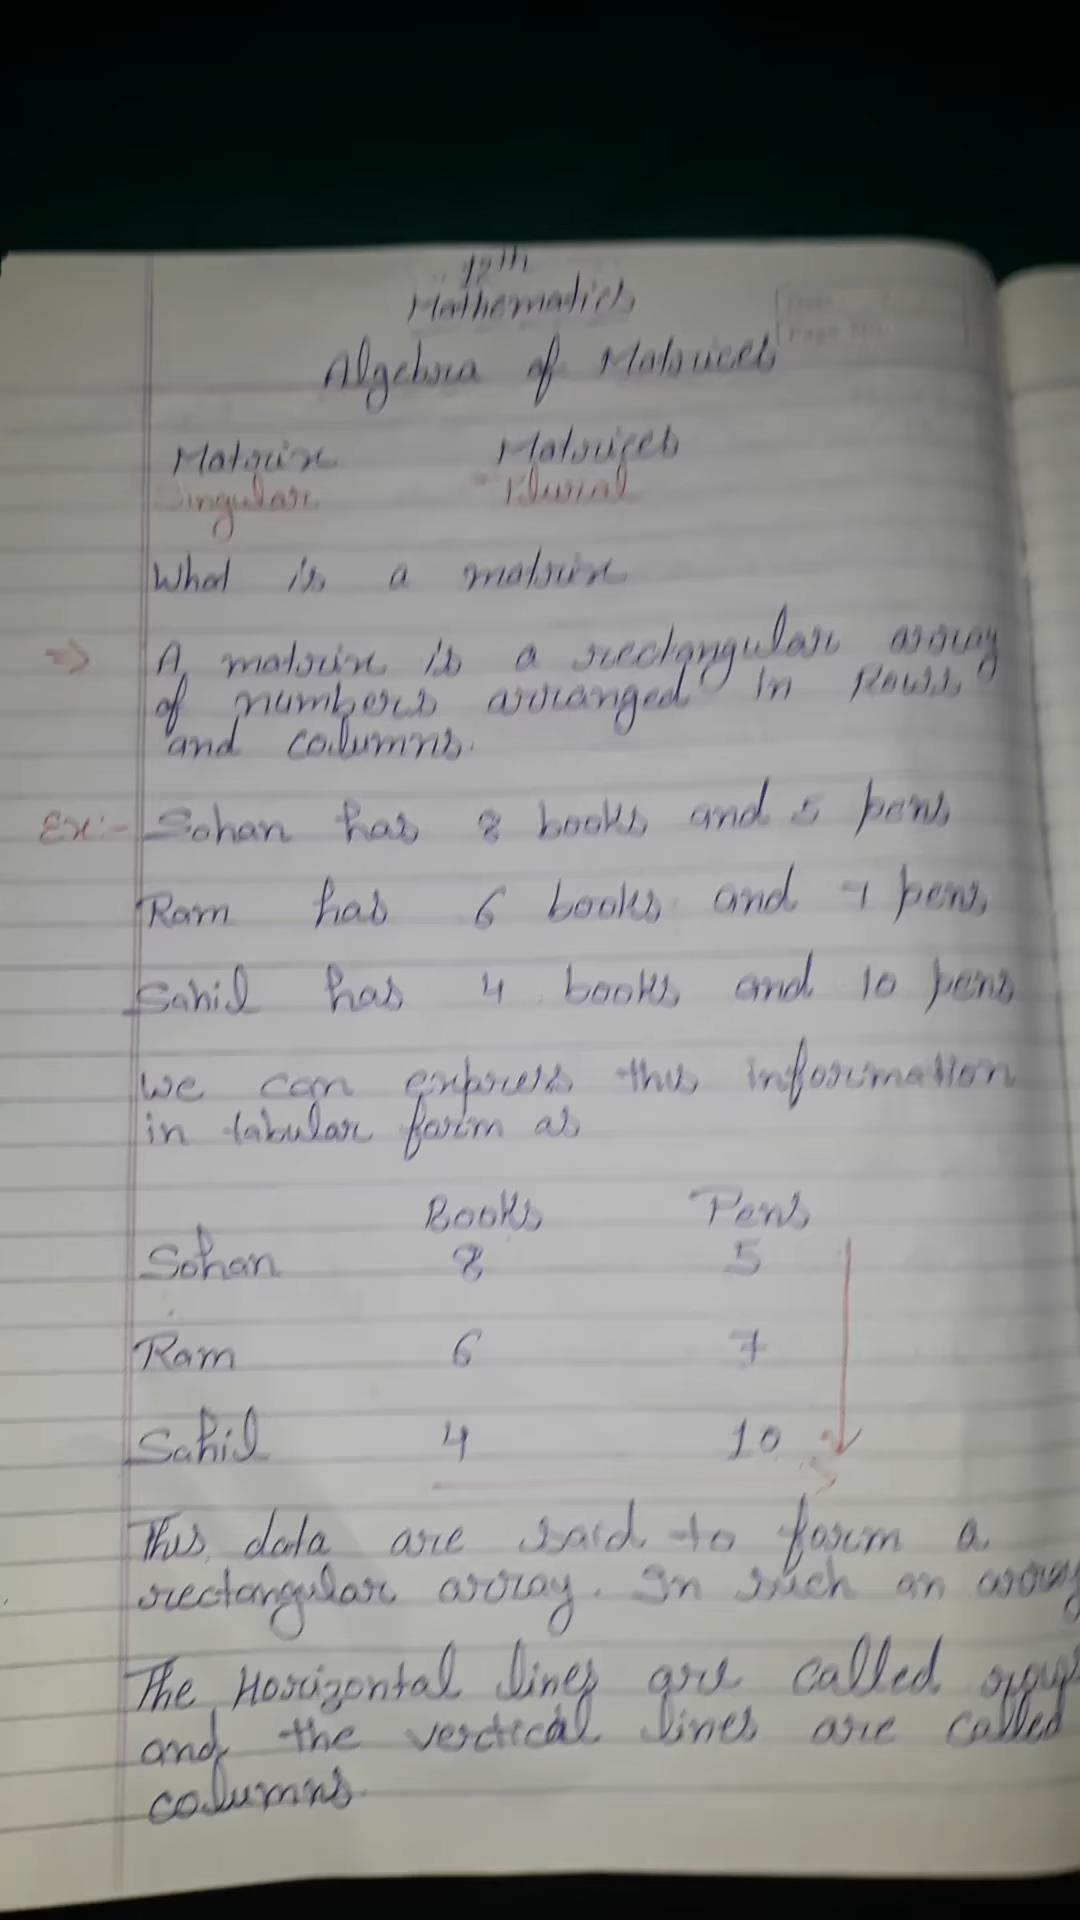 12th
Mathematics
Algebra of Matrices
Matrix Matrices
Singular Plurial
What is a matrix
=> A matrix is a rectangular array
of numbers arranged in Rows
and columns.
Ex:- Sohan has 8 books and 5 pens
Ram has 6 books and 7 pens
Sahil has 4 books and 10 pens
we can express this information
in tabular form as
Books Pens
Sohan 8 5
Ram 6 7
Sahil 4 10
This data are said to form a
rectangular array. In such an array
The Horizontal lines are called rows
and the vertical lines are called
columns.